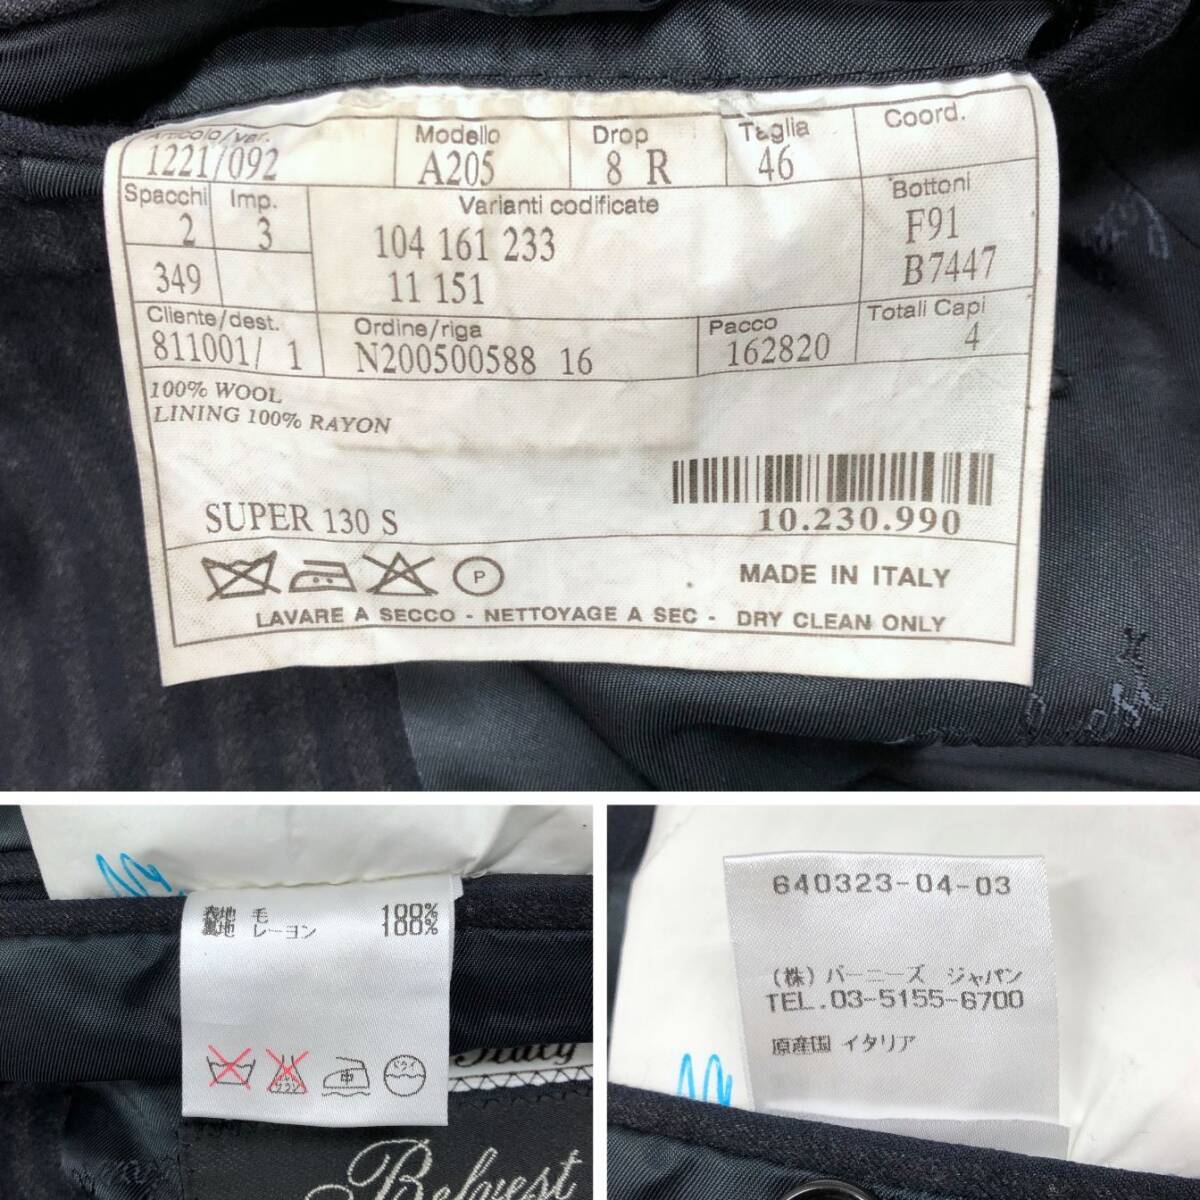 Articolo/ver. Modello Drop Taglia Coord.
1221/092 A205 8 R 46
Spacchi Imp. Varianti codificate Bottoni
2 3 104 161 233 F91
349 11 151 B7447
Cliente/dest. Ordine/riga Pacco Totali Capi
811001/ 1 N200500588 16 162820 4
100% WOOL
LINING 100% RAYON
SUPER 130 S
10.230.990
P
MADE IN ITALY
LAVARE A SECCO - NETTOYAGE A SEC - DRY CLEAN ONLY
表地 毛 100%
裏地 レーヨン 100%
中 ドライ
Italy
Belvest
640323-04-03
(株) バーニーズ ジャパン
TEL.03-5155-6700
原産国 イタリア